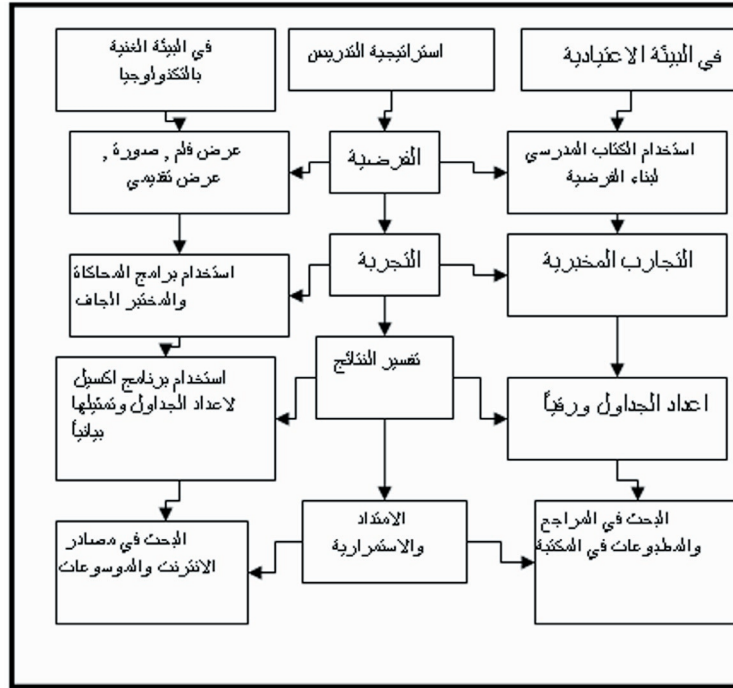 في البيئة الاعتيادية
استراتيجية التدريس
في البيئة الغنية
بالتكنولوجيا
استخدام الكتاب المدرسي
لبناء الفرضية
الفرضية
عرض فلم , صورة ,
عرض تقديمي
التجارب المخبرية
التجربة
استخدام برامج المحاكاة
والمختبر الجاف
اعداد الجداول ورقياً
تفسير النتائج
استخدام برنامج اكسيل
لاعداد الجداول وتمثيلها
بيانياً
البحث في المراجع
والمطبوعات في المكتبة
الامتداد
والاستمرارية
البحث في مصادر
الانترنت والموسوعات